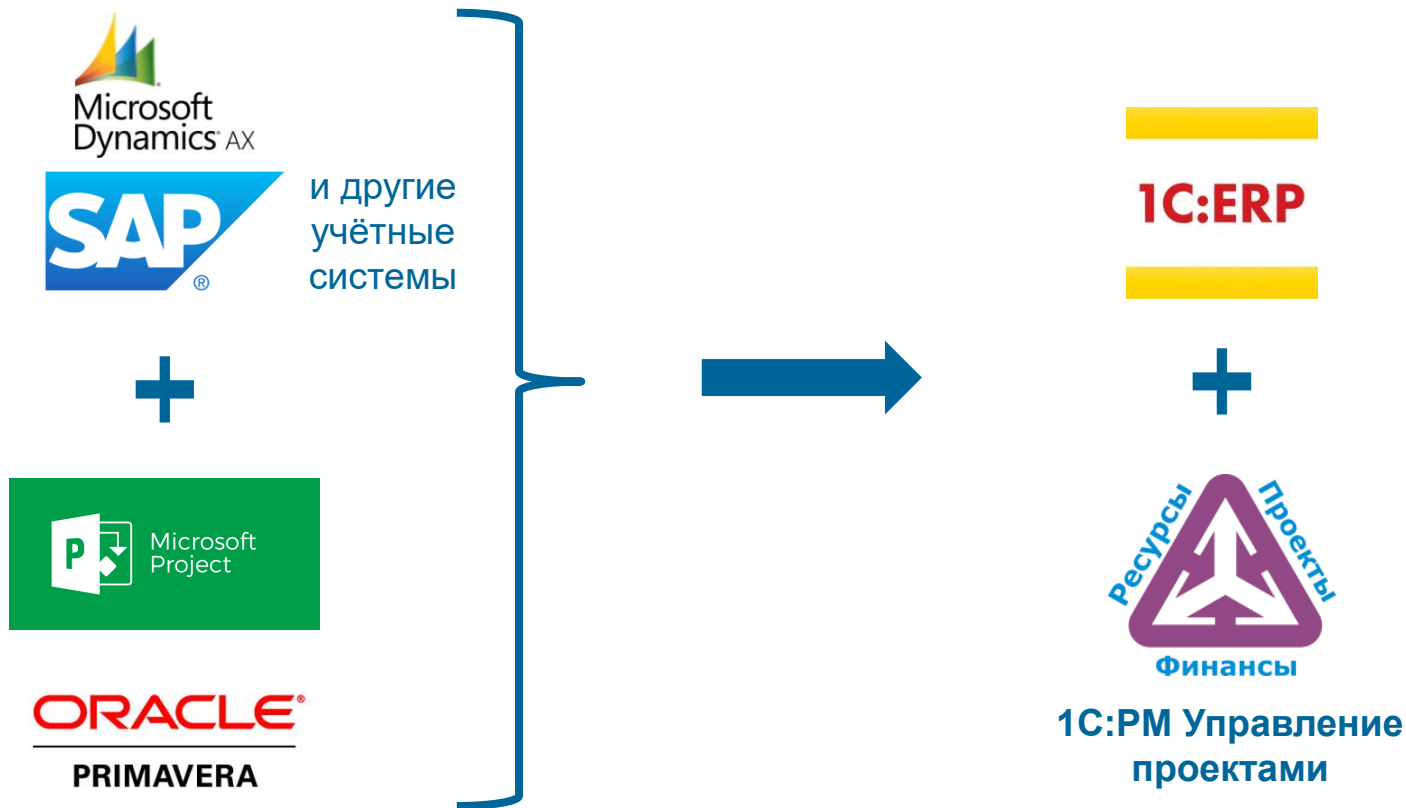 Microsoft
Dynamics AX
SAP
®
и другие
учётные
системы
P
Microsoft
Project
ORACLE®
PRIMAVERA
1C:ERP
Ресурсы
Проекты
Финансы
1С:PM Управление
проектами